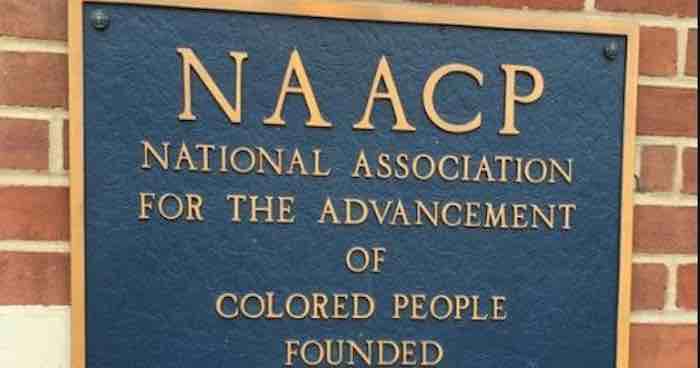 NAACP
NATIONAL ASSOCIATION
FOR THE ADVANCEMENT
OF
COLORED PEOPLE
FOUNDED